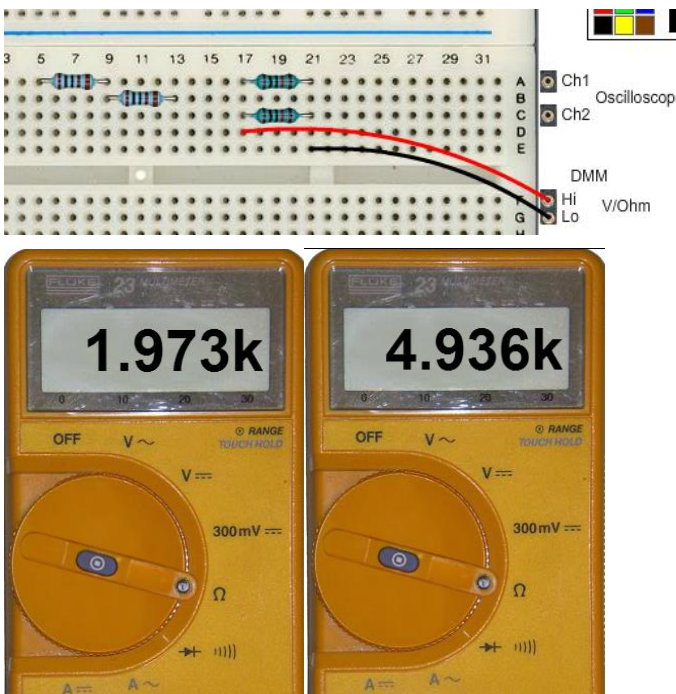 3 5 7 9 11 13 15 17 19 21 23 25 27 29 31
A
B
C
D
E
F
G
Ch1
Oscilloscop
Ch2
DMM
Hi
V/Ohm
Lo
FLUKE 23 MULTIMETER
1.973k
0 10 20 30
OFF V~
RANGE
TOUCH HOLD
V
300mV
Ω
A A~
FLUKE 23 MULTIMETER
4.936k
0 10 20 30
OFF V~
RANGE
TOUCH HOLD
V
300mV
Ω
A A~